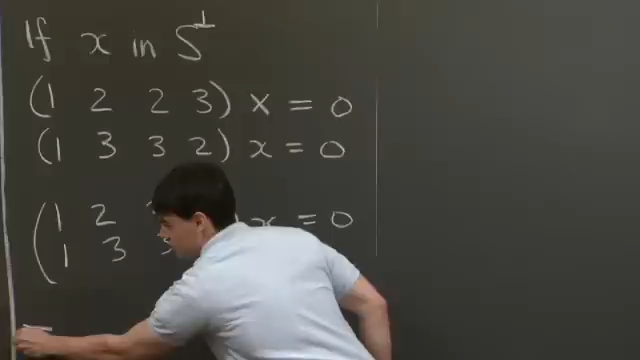 If x in S⊥
(1 2 2 3) x = 0
(1 3 3 2) x = 0
(1 2 x = 0
1 3